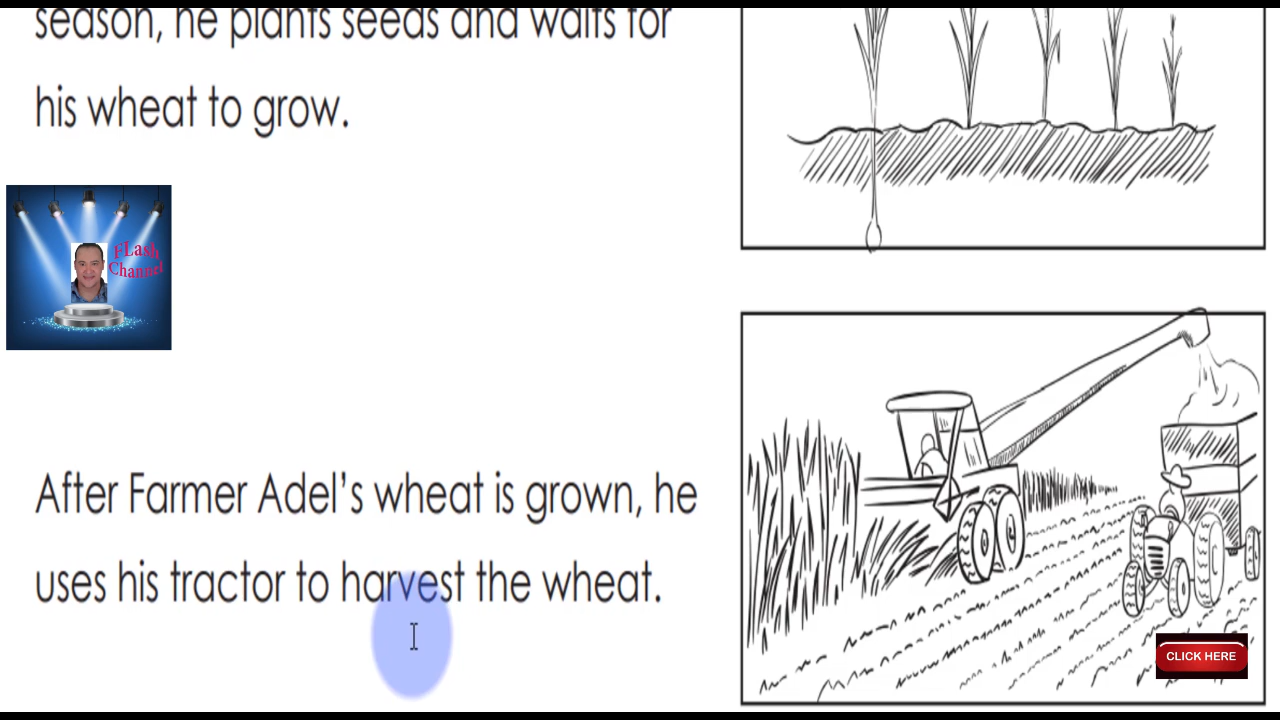 season, he plants seeds and waits for
his wheat to grow.
FLash
Channel
After Farmer Adel's wheat is grown, he
uses his tractor to harvest the wheat.
CLICK HERE